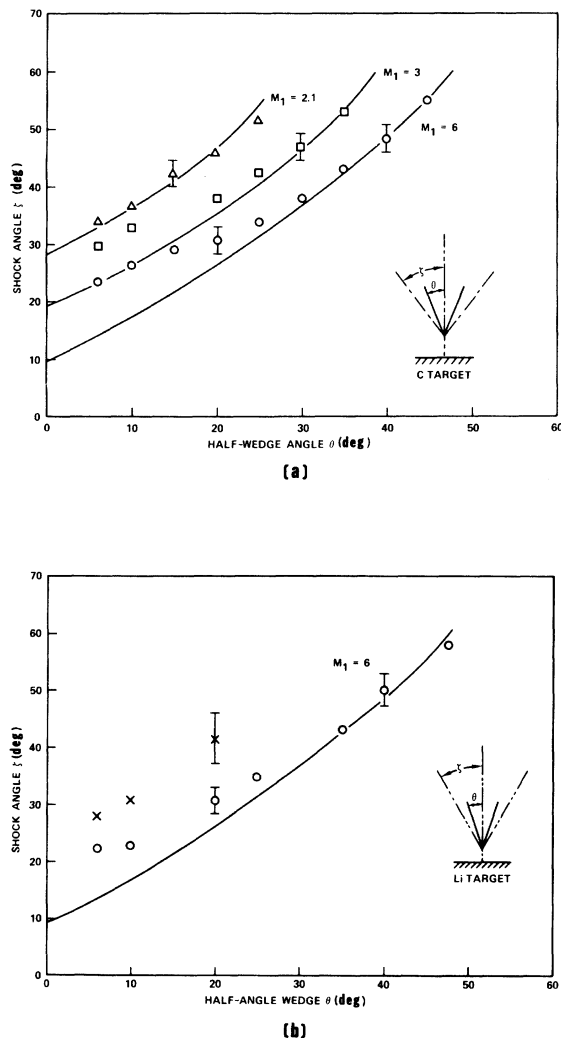 70
60
50
40
30
20
10
0
SHOCK ANGLE ζ (deg)
M1 = 2.1
M1 = 3
M1 = 6
ζ
θ
C TARGET
0 10 20 30 40 50 60
HALF-WEDGE ANGLE θ (deg)
(a)
70
60
50
40
30
20
10
0
SHOCK ANGLE ζ (deg)
M1 = 6
ζ
θ
Li TARGET
0 10 20 30 40 50 60
HALF-ANGLE WEDGE θ (deg)
(b)